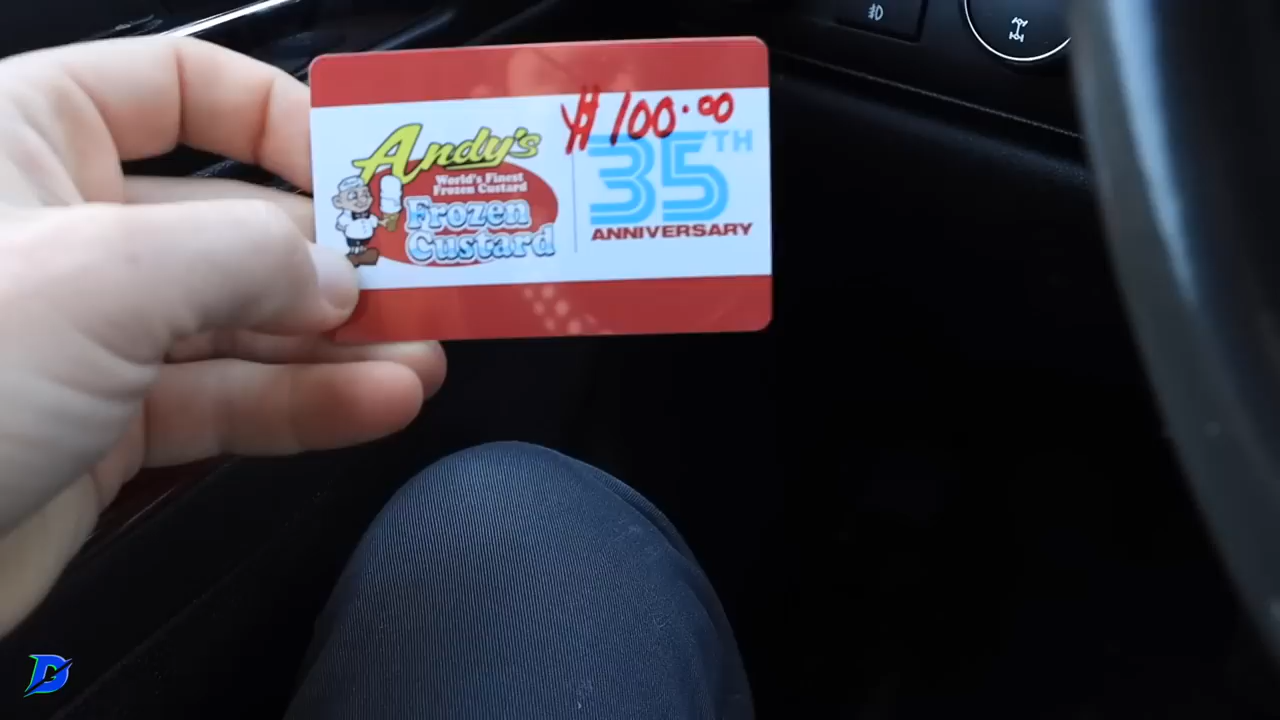 $100.00
Andy's
World's Finest
Frozen Custard
Frozen
Custard
35TH
ANNIVERSARY
D